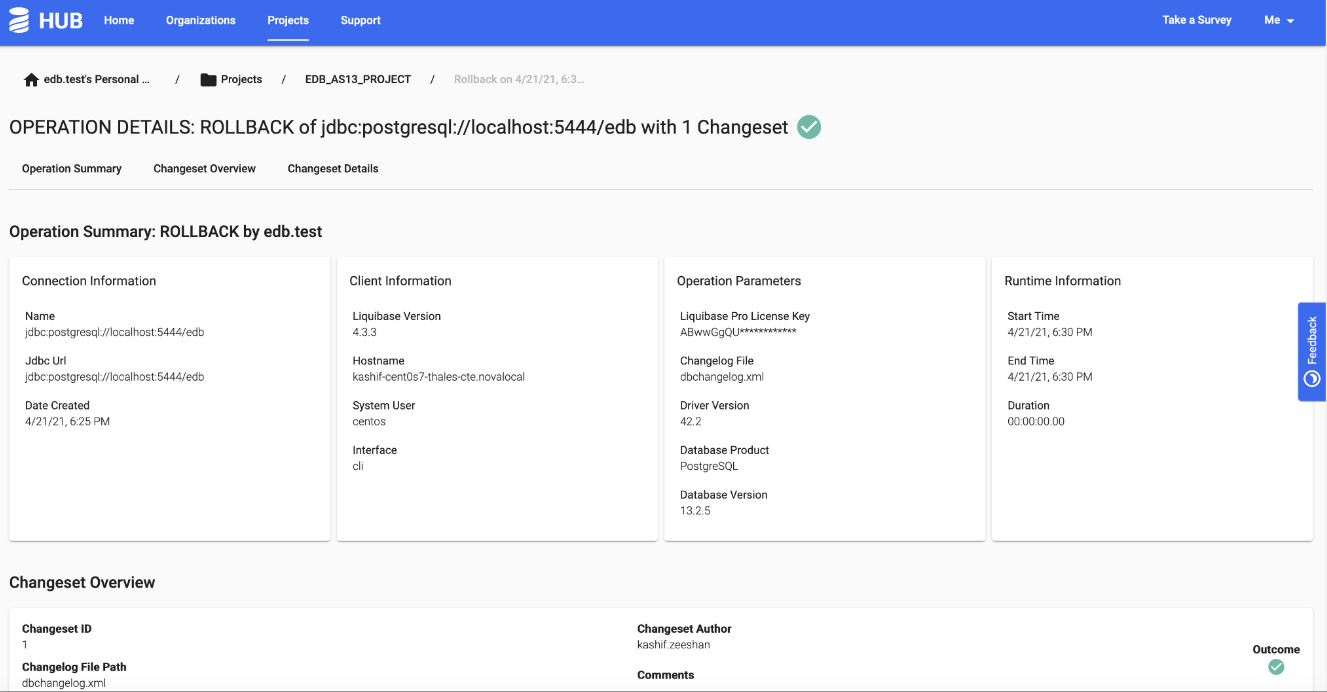 HUB Home Organizations Projects Support Take a Survey Me
edb.test's Personal ... / Projects / EDB_AS13_PROJECT / Rollback on 4/21/21, 6:3...
OPERATION DETAILS: ROLLBACK of jdbc:postgresql://localhost:5444/edb with 1 Changeset
Operation Summary Changeset Overview Changeset Details
Operation Summary: ROLLBACK by edb.test
Connection Information
Name
jdbc:postgresql://localhost:5444/edb
Jdbc Url
jdbc:postgresql://localhost:5444/edb
Date Created
4/21/21, 6:25 PM
Client Information
Liquibase Version
4.3.3
Hostname
kashif-cent0s7-thales-cte.novalocal
System User
centos
Interface
cli
Operation Parameters
Liquibase Pro License Key
ABwwGgQU************
Changelog File
dbchangelog.xml
Driver Version
42.2
Database Product
PostgreSQL
Database Version
13.2.5
Runtime Information
Start Time
4/21/21, 6:30 PM
End Time
4/21/21, 6:30 PM
Duration
00:00:00.00
Feedback
Changeset Overview
Changeset ID
1
Changelog File Path
dbchangelog.xml
Changeset Author
kashif.zeeshan
Comments
Outcome